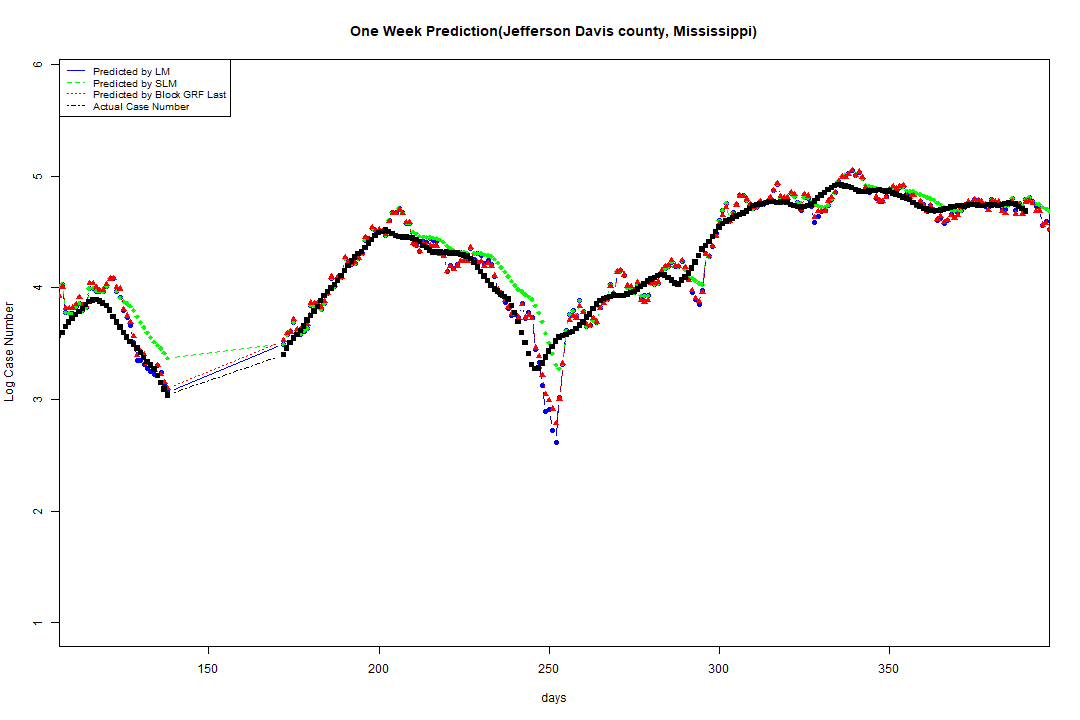 One Week Prediction(Jefferson Davis county, Mississippi)
Predicted by LM
Predicted by SLM
Predicted by Block GRF Last
Actual Case Number
6
5
4
3
2
1
Log Case Number
150 200 250 300 350
days